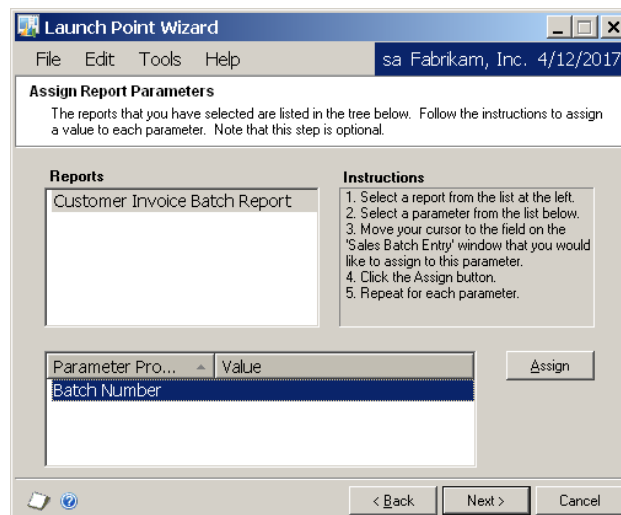 Launch Point Wizard
File Edit Tools Help sa Fabrikam, Inc. 4/12/2017
Assign Report Parameters
The reports that you have selected are listed in the tree below. Follow the instructions to assign
a value to each parameter. Note that this step is optional.
Reports
Customer Invoice Batch Report
Instructions
1. Select a report from the list at the left.
2. Select a parameter from the list below.
3. Move your cursor to the field on the
'Sales Batch Entry' window that you would
like to assign to this parameter.
4. Click the Assign button.
5. Repeat for each parameter.
Parameter Pro... Value
Batch Number
Assign
< Back Next > Cancel